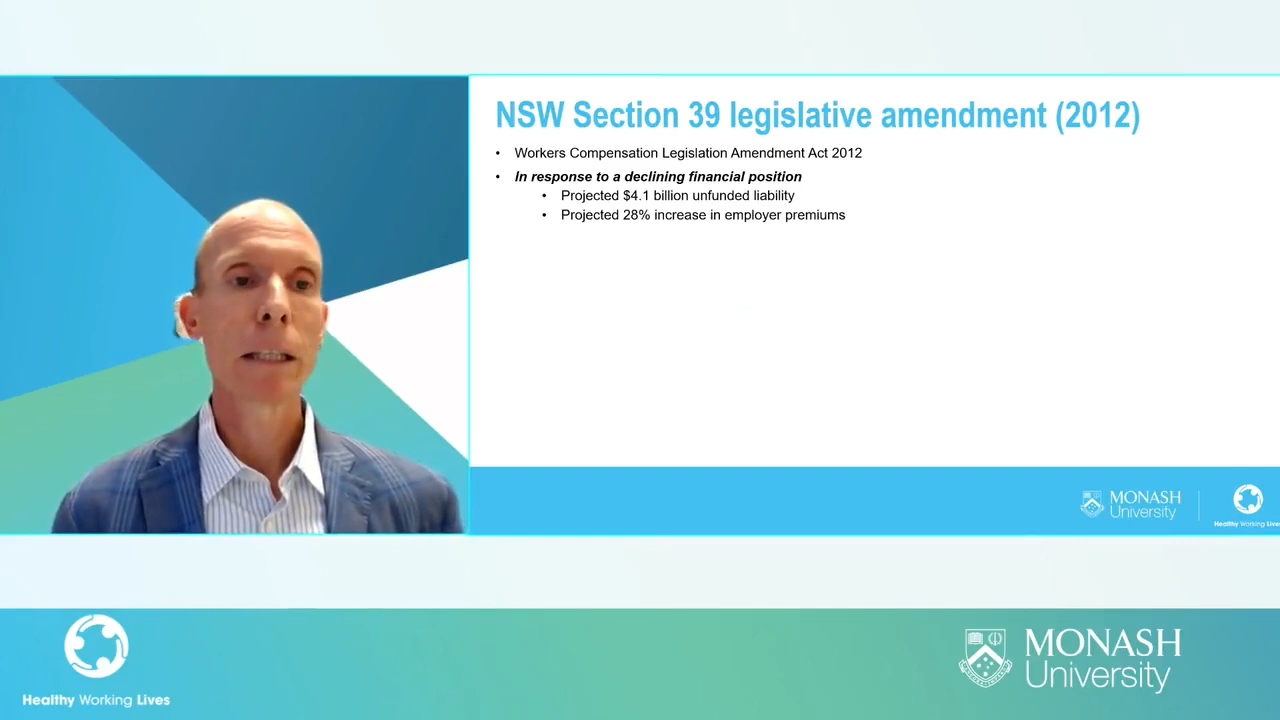 NSW Section 39 legislative amendment (2012)
• Workers Compensation Legislation Amendment Act 2012
• In response to a declining financial position
• Projected $4.1 billion unfunded liability
• Projected 28% increase in employer premiums
MONASH
University
Healthy Working Lives
Healthy Working Lives
MONASH
University